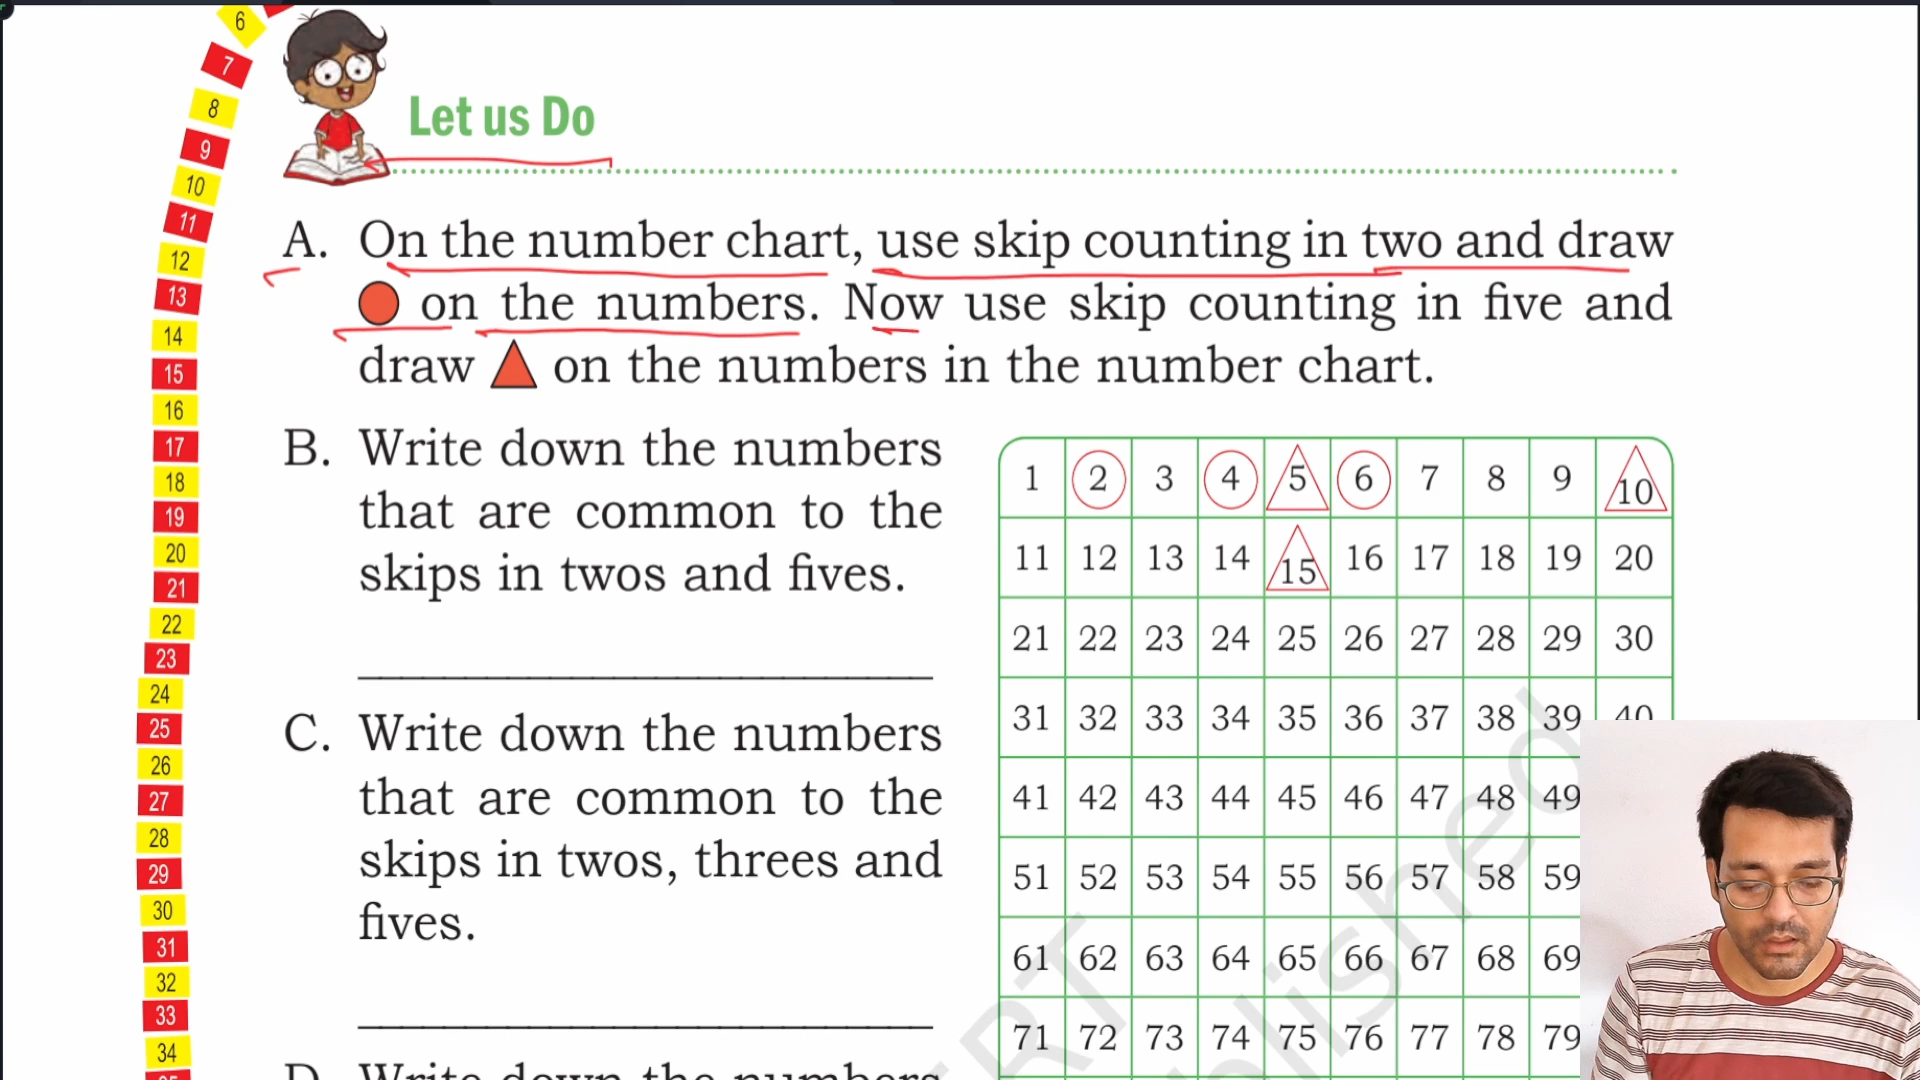 6
7
8
9
10
11
12
13
14
15
16
17
18
19
20
21
22
23
24
25
26
27
28
29
30
31
32
33
34
Let us Do
A. On the number chart, use skip counting in two and draw
on the numbers. Now use skip counting in five and
draw on the numbers in the number chart.
B. Write down the numbers
that are common to the
skips in twos and fives.
C. Write down the numbers
that are common to the
skips in twos, threes and
fives.
D. Write down the numbers
1 2 3 4 5 6 7 8 9 10
11 12 13 14 15 16 17 18 19 20
21 22 23 24 25 26 27 28 29 30
31 32 33 34 35 36 37 38 39 40
41 42 43 44 45 46 47 48 49
51 52 53 54 55 56 57 58 59
61 62 63 64 65 66 67 68 69
71 72 73 74 75 76 77 78 79